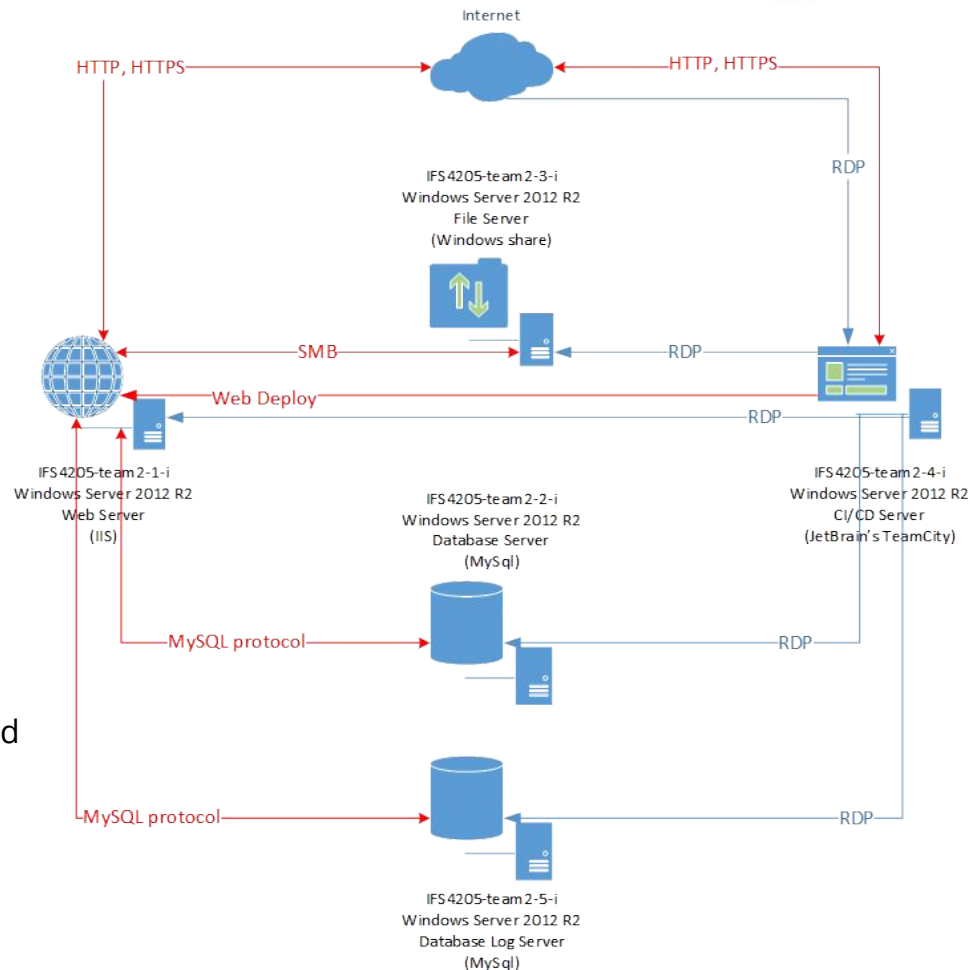 Internet
HTTP, HTTPS
HTTP, HTTPS
RDP
IFS4205-team2-3-i
Windows Server 2012 R2
File Server
(Windows share)
SMB
RDP
Web Deploy
RDP
IFS4205-team2-1-i
Windows Server 2012 R2
Web Server
(IIS)
IFS4205-team2-4-i
Windows Server 2012 R2
CI/CD Server
(JetBrain's TeamCity)
IFS4205-team2-2-i
Windows Server 2012 R2
Database Server
(MySql)
MySQL protocol
RDP
d
MySQL protocol
RDP
IFS4205-team2-5-i
Windows Server 2012 R2
Database Log Server
(MySql)